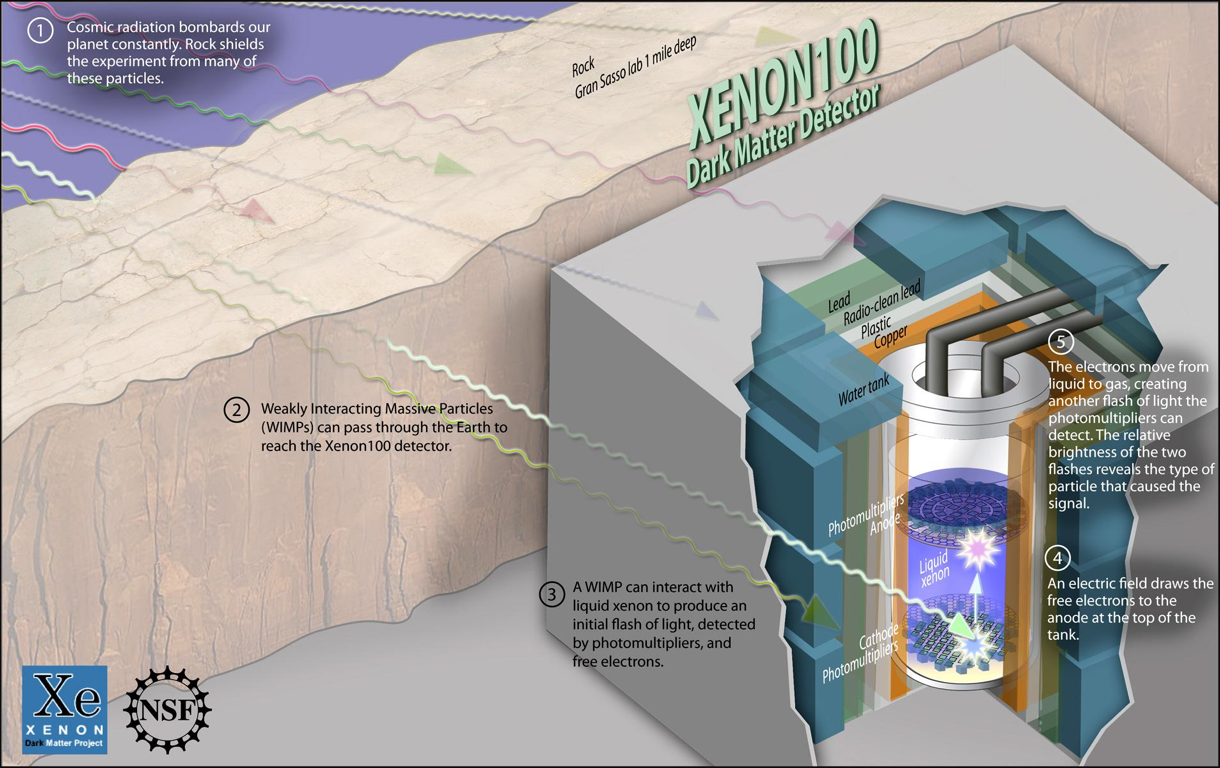 1
Cosmic radiation bombards our
planet constantly. Rock shields
the experiment from many of
these particles.
Rock
Gran Sasso lab 1 mile deep
XENON100
Dark Matter Detector
Lead
Radio-clean lead
Plastic
Copper
Water tank
2
Weakly Interacting Massive Particles
(WIMPs) can pass through the Earth to
reach the Xenon100 detector.
5
The electrons move from
liquid to gas, creating
another flash of light the
photomultipliers can
detect. The relative
brightness of the two
flashes reveals the type of
particle that caused the
signal.
Photomultipliers
Anode
Liquid
xenon
3
A WIMP can interact with
liquid xenon to produce an
initial flash of light, detected
by photomultipliers, and
free electrons.
4
An electric field draws the
free electrons to the
anode at the top of the
tank.
Cathode
Photomultipliers
Xe
XENON
Dark Matter Project
NSF